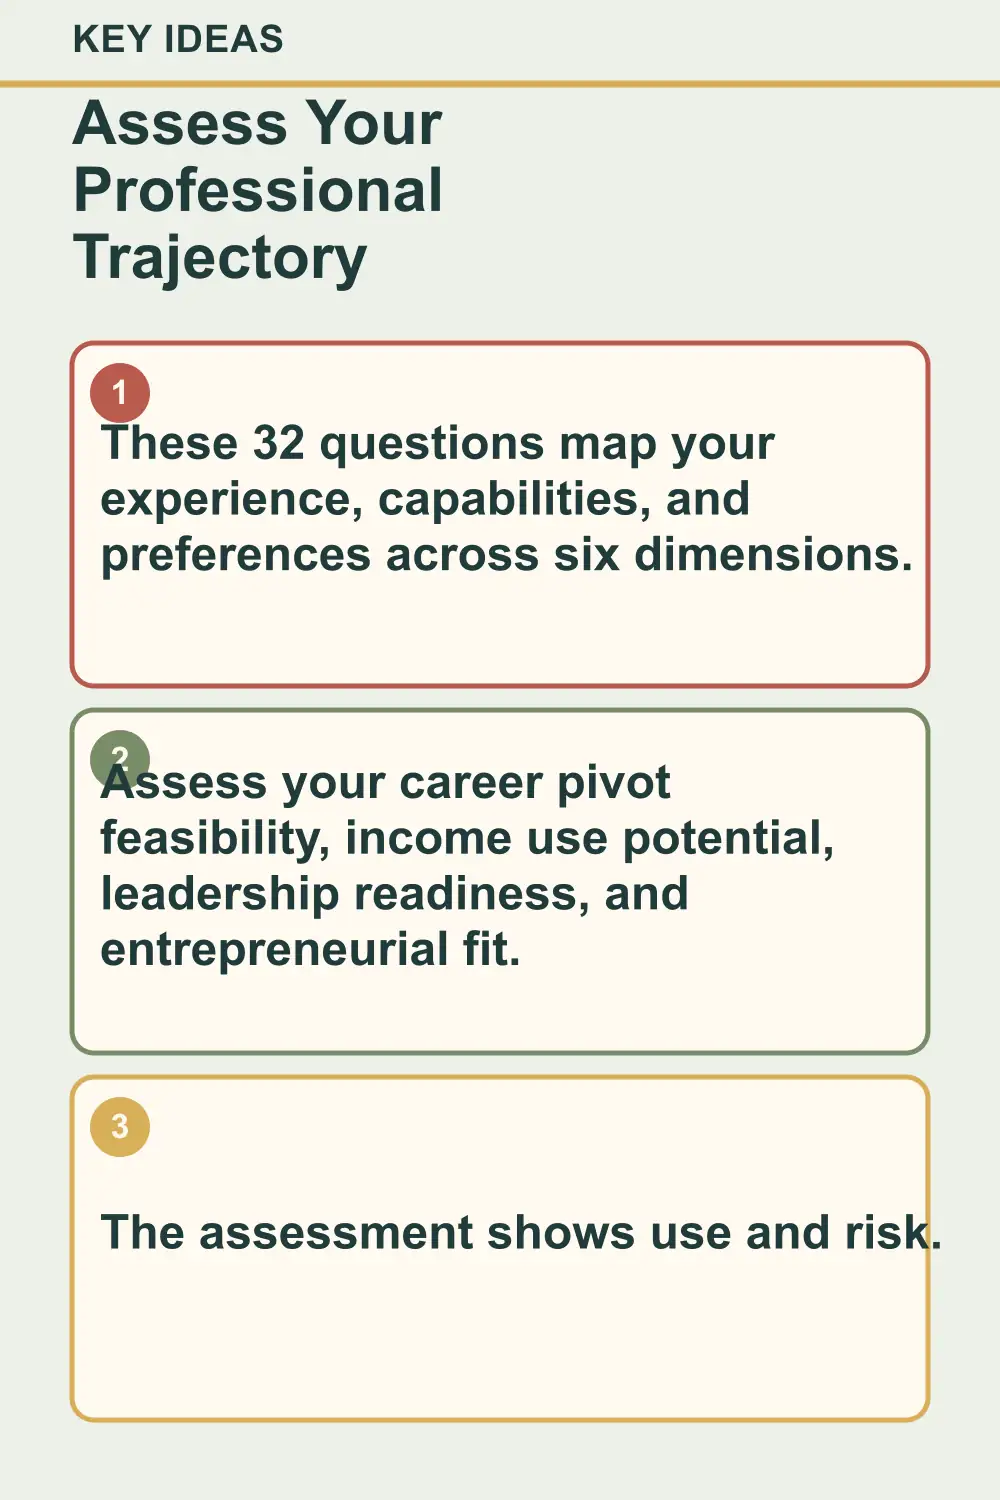 KEY IDEAS
Assess Your
Professional
Trajectory
1
These 32 questions map your
experience, capabilities, and
preferences across six dimensions.
2
Assess your career pivot
feasibility, income use potential,
leadership readiness, and
entrepreneurial fit.
3
The assessment shows use and risk.